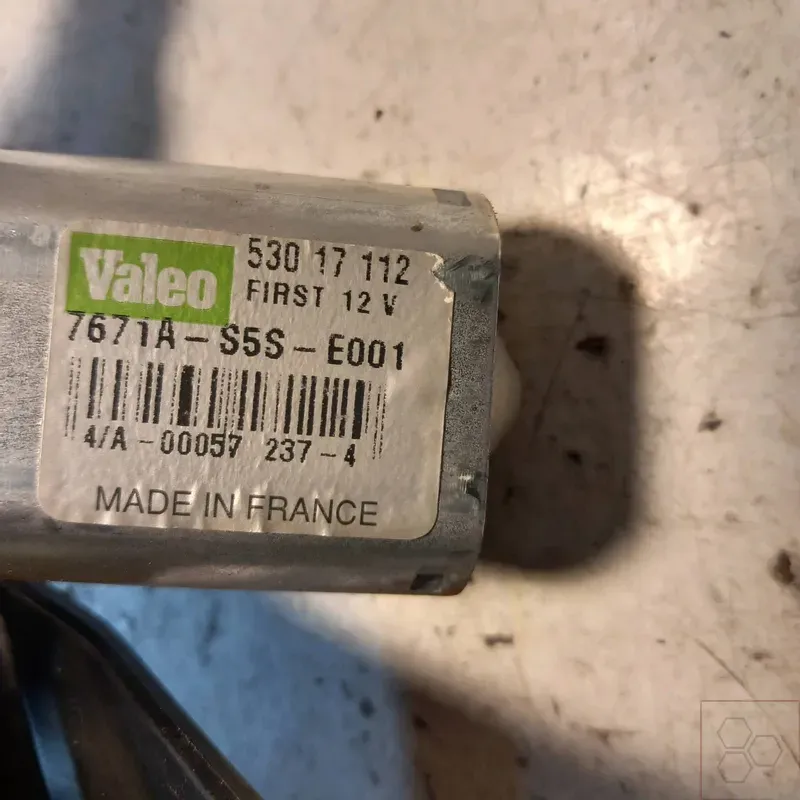 Valeo
530 17 112
FIRST 12 V
7671A-S5S-E001
4/A-00057 237-4
MADE IN FRANCE